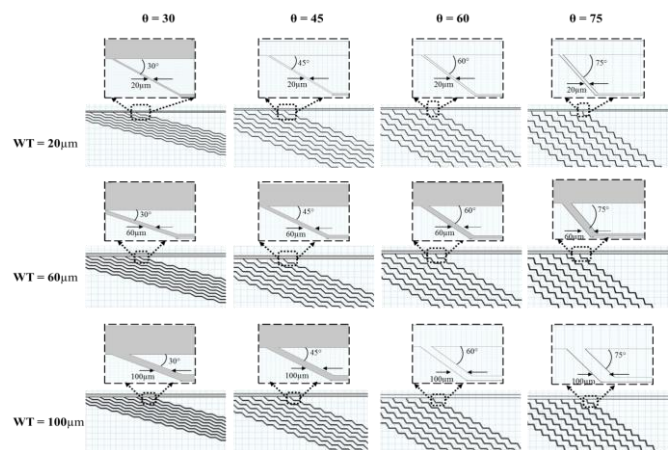 θ = 30 θ = 45 θ = 60 θ = 75
30° 45° 60° 75°
20μm 20μm 20μm 20μm
WT = 20μm
30° 45° 60° 75°
60μm 60μm 60μm 60μm
WT = 60μm
30° 45° 60° 75°
100μm 100μm 100μm 100μm
WT = 100μm